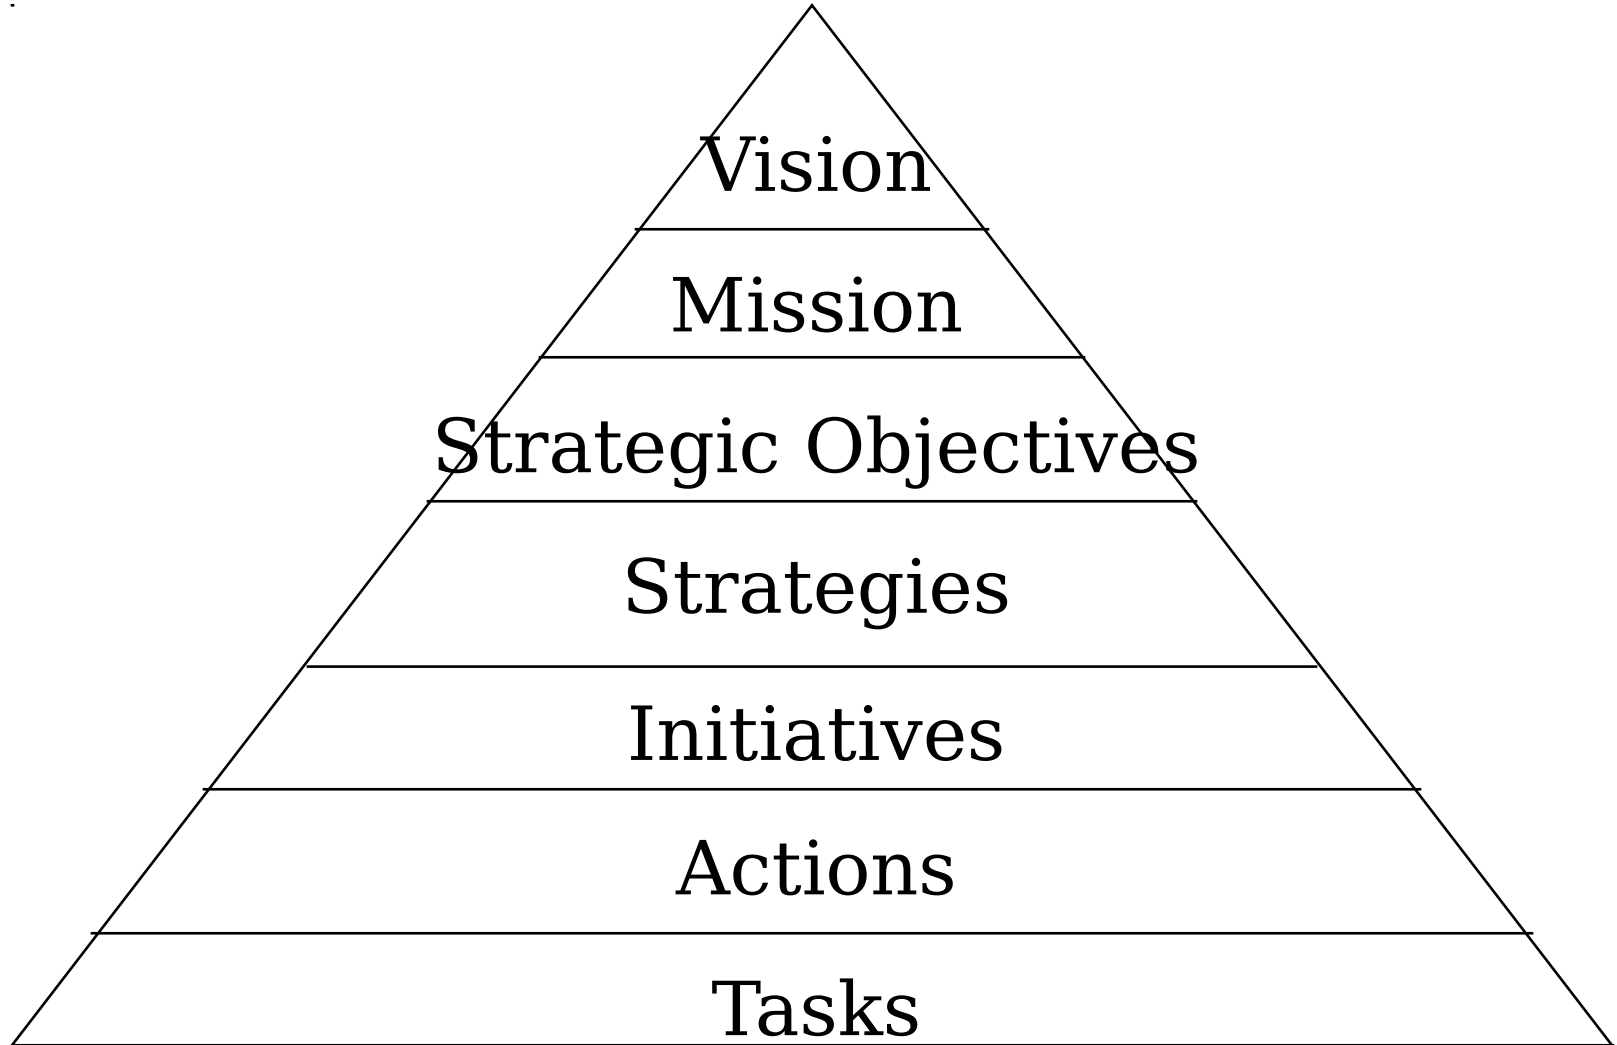 Vision
Mission
Strategic Objectives
Strategies
Initiatives
Actions
Tasks